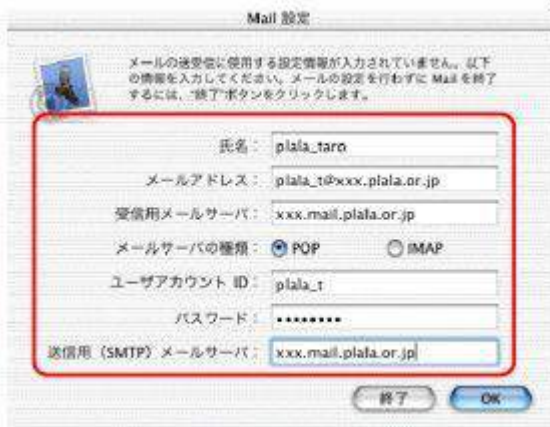 Mail 設定
メールの送受信に使用する設定情報が入力されていません。以下
の情報を入力してください。メールの設定を行わずに Mail を終了
するには、"終了"ボタンをクリックします。
氏名： plala_taro
メールアドレス： plala_t@xxx.plala.or.jp
受信用メールサーバ： xxx.mail.plala.or.jp
メールサーバの種類： POP IMAP
ユーザアカウント ID： plala_t
パスワード： ••••••••
送信用（SMTP）メールサーバ： xxx.mail.plala.or.jp
終了 OK